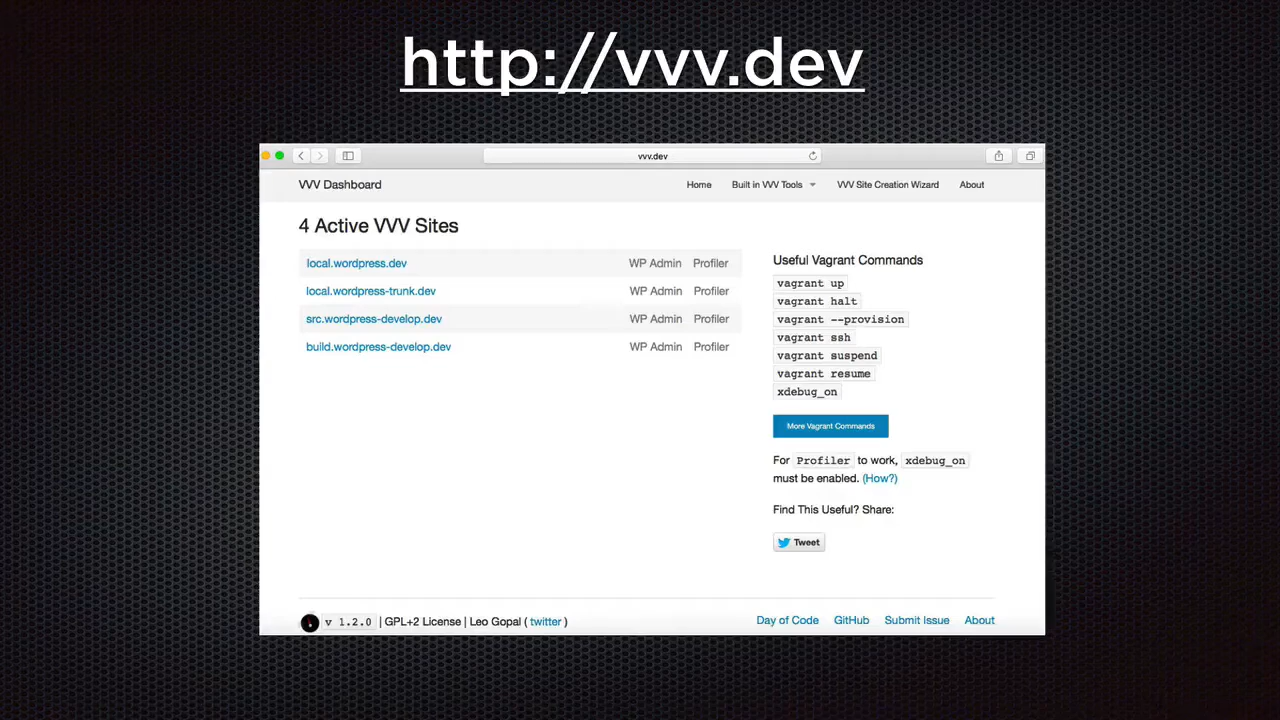 http://vvv.dev
vvv.dev
VVV Dashboard Home Built in VVV Tools VVV Site Creation Wizard About
4 Active VVV Sites
local.wordpress.dev WP Admin Profiler
local.wordpress-trunk.dev WP Admin Profiler
src.wordpress-develop.dev WP Admin Profiler
build.wordpress-develop.dev WP Admin Profiler
Useful Vagrant Commands
vagrant up
vagrant halt
vagrant --provision
vagrant ssh
vagrant suspend
vagrant resume
xdebug_on
More Vagrant Commands
For Profiler to work, xdebug_on
must be enabled. (How?)
Find This Useful? Share:
Tweet
v 1.2.0 | GPL+2 License | Leo Gopal ( twitter ) Day of Code GitHub Submit Issue About